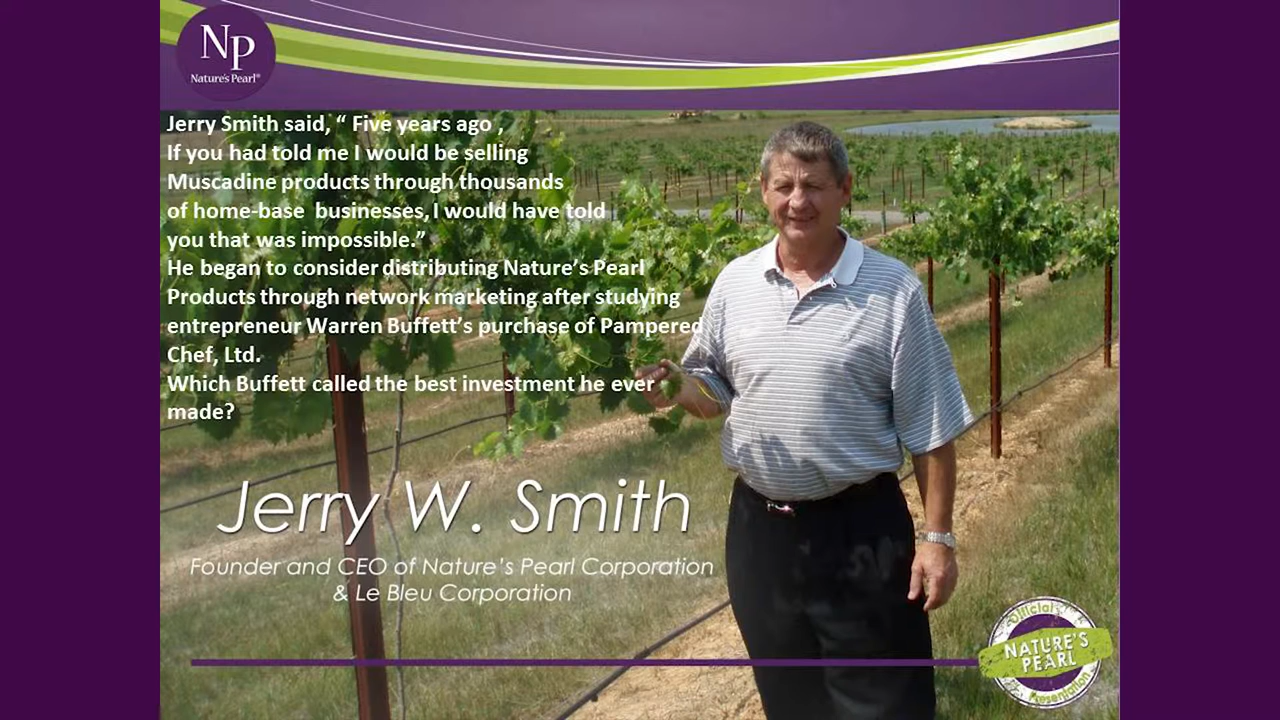 NP
Nature's Pearl®
Jerry Smith said, “ Five years ago ,
If you had told me I would be selling
Muscadine products through thousands
of home-base businesses, I would have told
you that was impossible.”
He began to consider distributing Nature’s Pearl
Products through network marketing after studying
entrepreneur Warren Buffett’s purchase of Pampered
Chef, Ltd.
Which Buffett called the best investment he ever
made?
Jerry W. Smith
Founder and CEO of Nature’s Pearl Corporation
& Le Bleu Corporation
Official
NATURE'S
PEARL
Presentation